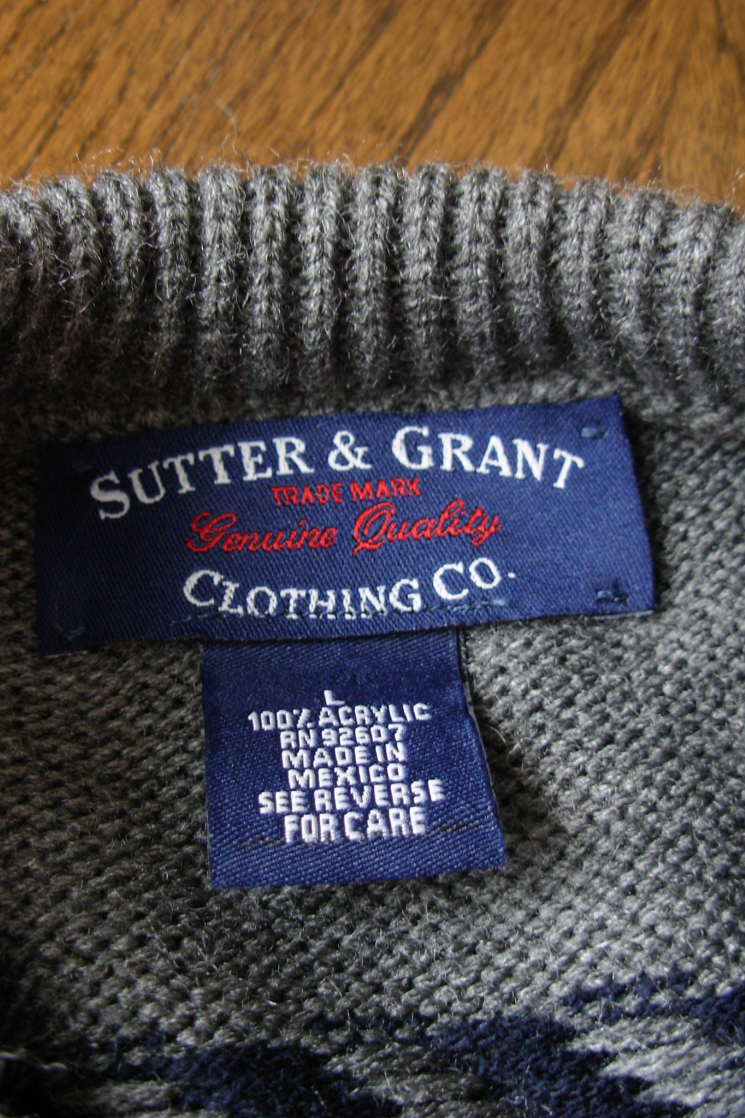 SUTTER & GRANT
TRADE MARK
Genuine Quality
CLOTHING CO.
L
100% ACRYLIC
RN 92607
MADE IN
MEXICO
SEE REVERSE
FOR CARE